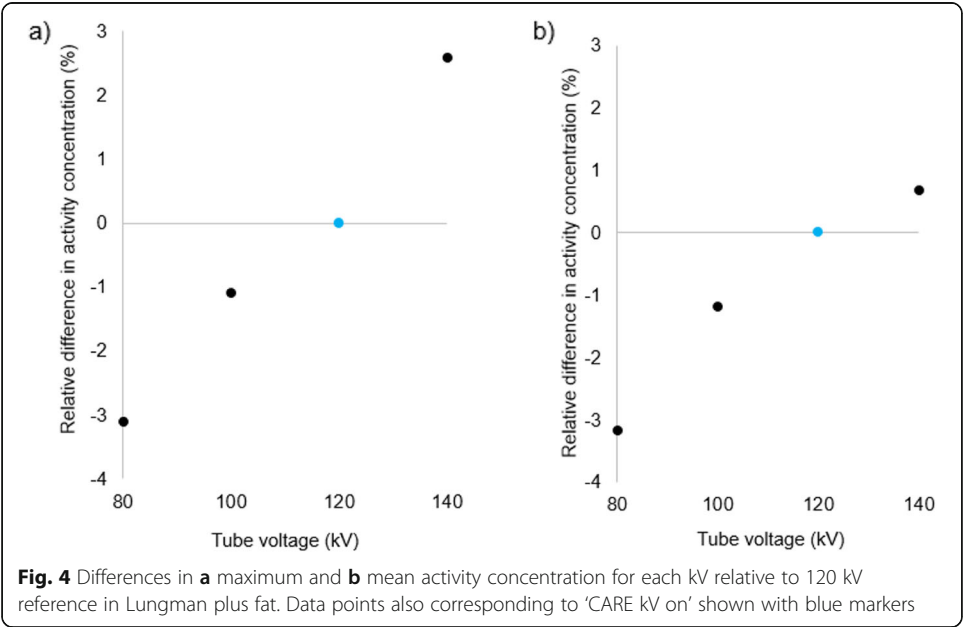 a)
Relative difference in activity concentration (%)
3
2
1
0
-1
-2
-3
-4
80 100 120 140
Tube voltage (kV)
b)
Relative difference in activity concentration (%)
3
2
1
0
-1
-2
-3
-4
80 100 120 140
Tube voltage (kV)
Fig. 4 Differences in a maximum and b mean activity concentration for each kV relative to 120 kV
reference in Lungman plus fat. Data points also corresponding to ‘CARE kV on’ shown with blue markers